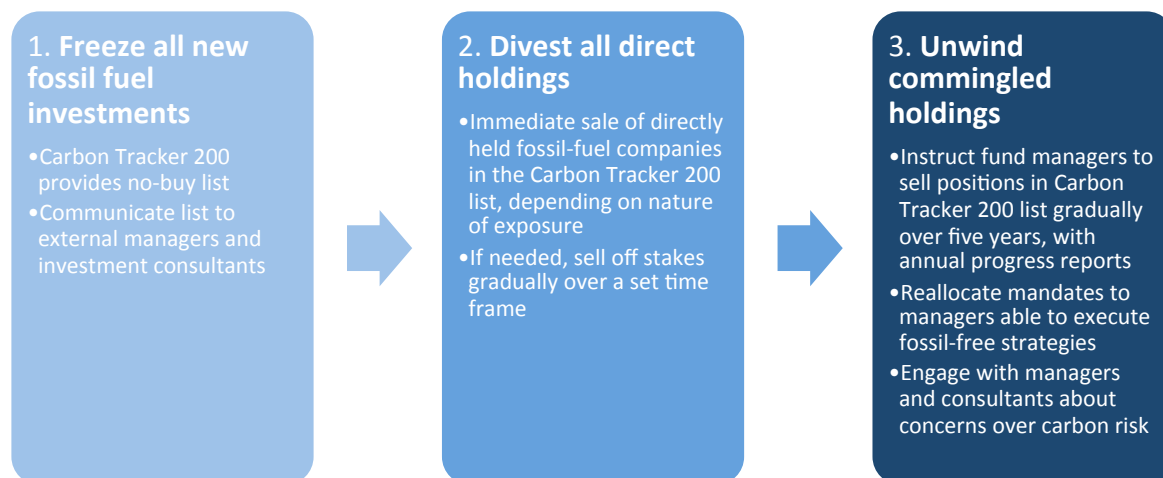 1. Freeze all new
fossil fuel
investments
•Carbon Tracker 200
provides no-buy list
•Communicate list to
external managers and
investment consultants
2. Divest all direct
holdings
•Immediate sale of directly
held fossil-fuel companies
in the Carbon Tracker 200
list, depending on nature
of exposure
•If needed, sell off stakes
gradually over a set time
frame
3. Unwind
commingled
holdings
•Instruct fund managers to
sell positions in Carbon
Tracker 200 list gradually
over five years, with
annual progress reports
•Reallocate mandates to
managers able to execute
fossil-free strategies
•Engage with managers
and consultants about
concerns over carbon risk